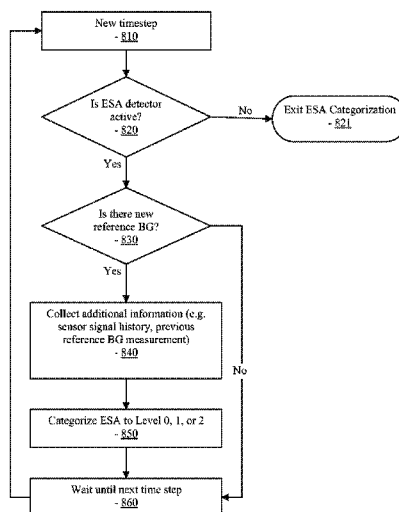 New timestep
- 810
Is ESA detector
active?
- 820
No
Exit ESA Categorization
- 821
Yes
Is there new
reference BG?
- 830
Yes
Collect additional information (e.g.
sensor signal history, previous
reference BG measurement)
- 840
No
Categorize ESA to Level 0, 1, or 2
- 850
Wait until next time step
- 860